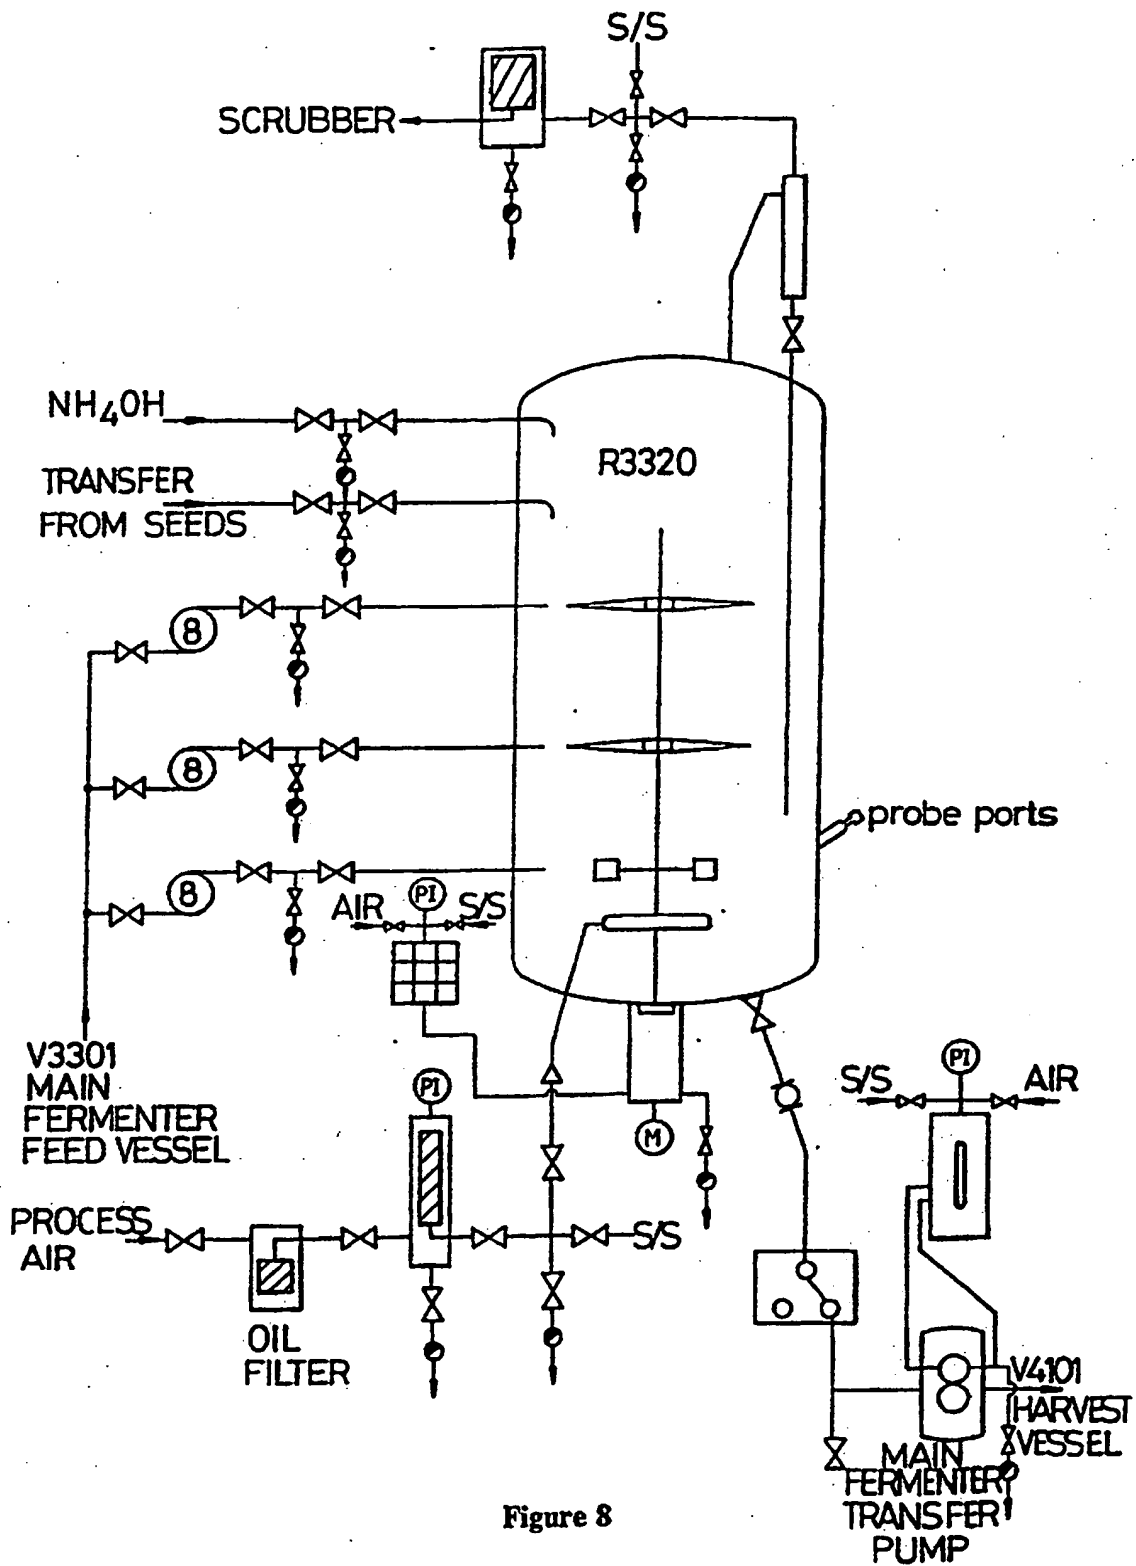 S/S
SCRUBBER
NH4OH
R3320
TRANSFER
FROM SEEDS
8
8
probe ports
8
PI
AIR
S/S
V3301
MAIN
FERMENTER
FEED VESSEL
PI
M
PI
S/S
AIR
PROCESS
AIR
S/S
OIL
FILTER
V4101
HARVEST
VESSEL
MAIN
FERMENTER
TRANSFER
PUMP
Figure 8